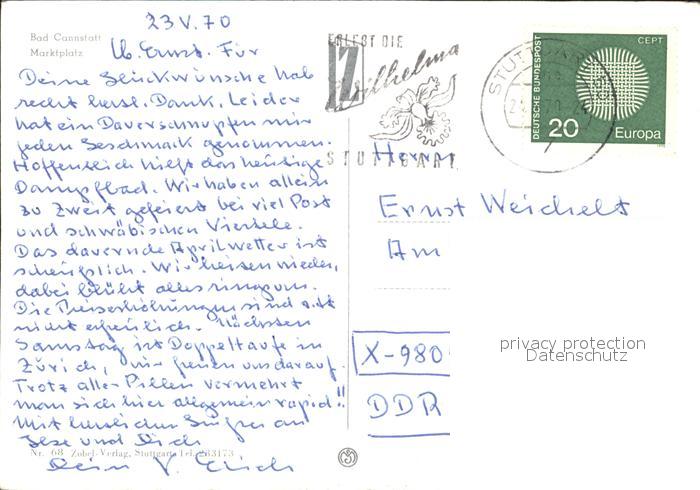 23 V. 70
Bad Cannstatt
Marktplatz
Lb. Ernst. Für
Deine Glückwünsche hab
recht herzl. Dank. Leider
hat ein Dauerschnupfen mir
jeden Geschmack genommen.
Hoffentlich hilft das heutige
Dampfbad. Wir haben allein
zu Zweit gefeiert bei viel Post
und schwäbischen Viertele.
Das dauernde Aprilwetter ist
scheußlich. Wir heizen wieder,
dabei blüht alles ringsum.
Die Preiserhöhungen sind
nicht erfreulich. Nächsten
Samstag ist Doppeltaufe in
Zürich, wir freuen uns darauf.
Trotz aller Pillen vermehrt
man sich hier allgemein rapid!!
Mit herzlichen Grüßen an
Ilse und Dich
Nr. 68 Zobel-Verlag, Stuttgart Tel. 283173
Dein V. Erich
ERLEBT DIE
Wilhelma
STUTTGART
STUTTGART
DEUTSCHE BUNDESPOST
CEPT
20
Europa
Herrn
Ernst Weichelt
Am
X-980
DDR
privacy protection
Datenschutz